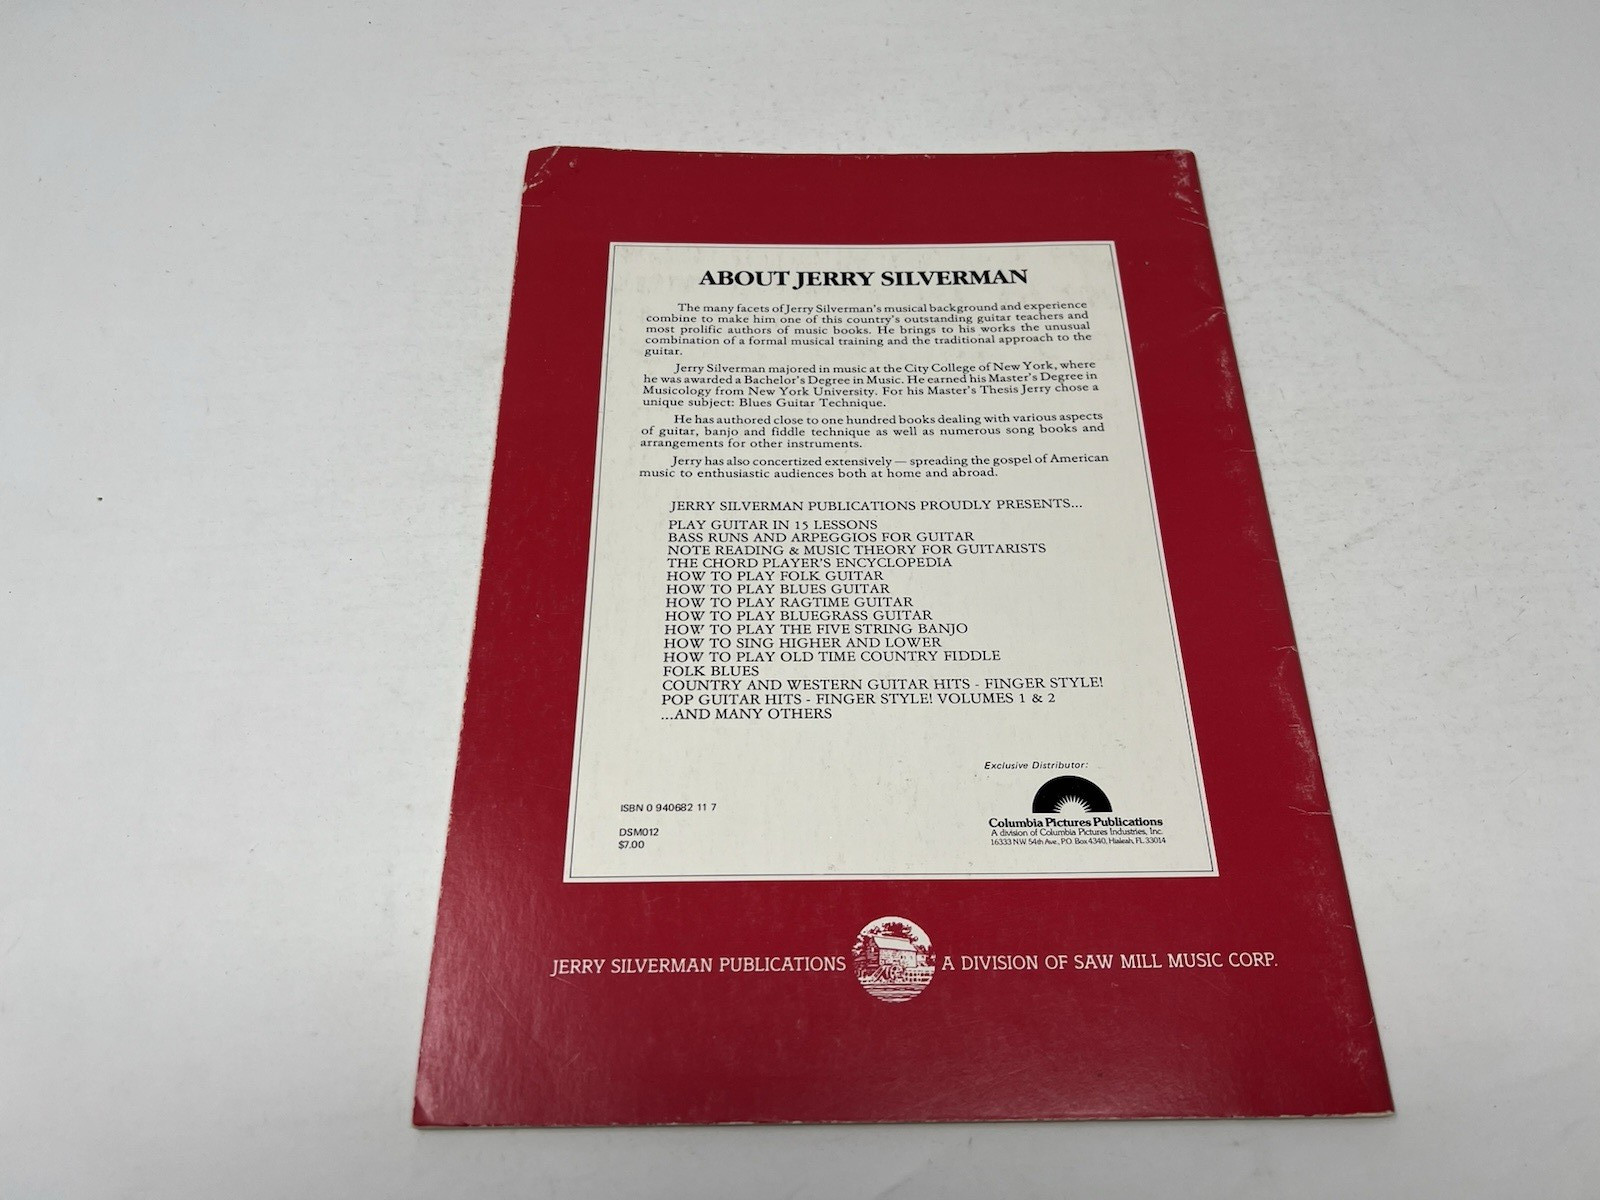 ABOUT JERRY SILVERMAN
The many facets of Jerry Silverman's musical background and experience
combine to make him one of this country's outstanding guitar teachers and
most prolific authors of music books. He brings to his works the unusual
combination of a formal musical training and the traditional approach to the
guitar.
Jerry Silverman majored in music at the City College of New York, where
he was awarded a Bachelor's Degree in Music. He earned his Master's Degree in
Musicology from New York University. For his Master's Thesis Jerry chose a
unique subject: Blues Guitar Technique.
He has authored close to one hundred books dealing with various aspects
of guitar, banjo and fiddle technique as well as numerous song books and
arrangements for other instruments.
Jerry has also concertized extensively — spreading the gospel of American
music to enthusiastic audiences both at home and abroad.
JERRY SILVERMAN PUBLICATIONS PROUDLY PRESENTS...
PLAY GUITAR IN 15 LESSONS
BASS RUNS AND ARPEGGIOS FOR GUITAR
NOTE READING & MUSIC THEORY FOR GUITARISTS
THE CHORD PLAYER'S ENCYCLOPEDIA
HOW TO PLAY FOLK GUITAR
HOW TO PLAY BLUES GUITAR
HOW TO PLAY RAGTIME GUITAR
HOW TO PLAY BLUEGRASS GUITAR
HOW TO PLAY THE FIVE STRING BANJO
HOW TO SING HIGHER AND LOWER
HOW TO PLAY OLD TIME COUNTRY FIDDLE
FOLK BLUES
COUNTRY AND WESTERN GUITAR HITS - FINGER STYLE!
POP GUITAR HITS - FINGER STYLE! VOLUMES 1 & 2
...AND MANY OTHERS
Exclusive Distributor:
Columbia Pictures Publications
A division of Columbia Pictures Industries, Inc.
16333 N.W. 54th Ave., P.O. Box 4340, Hialeah, FL 33014
ISBN 0 940682 11 7
DSM012
$7.00
JERRY SILVERMAN PUBLICATIONS A DIVISION OF SAW MILL MUSIC CORP.